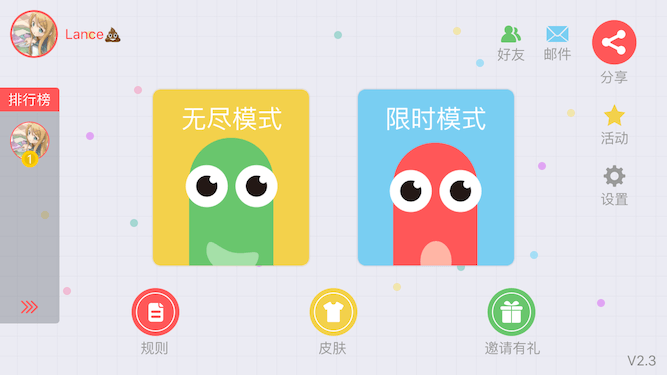 Lance💩
好友
邮件
分享
排行榜
1
无尽模式
限时模式
活动
设置
规则
皮肤
邀请有礼
V2.3